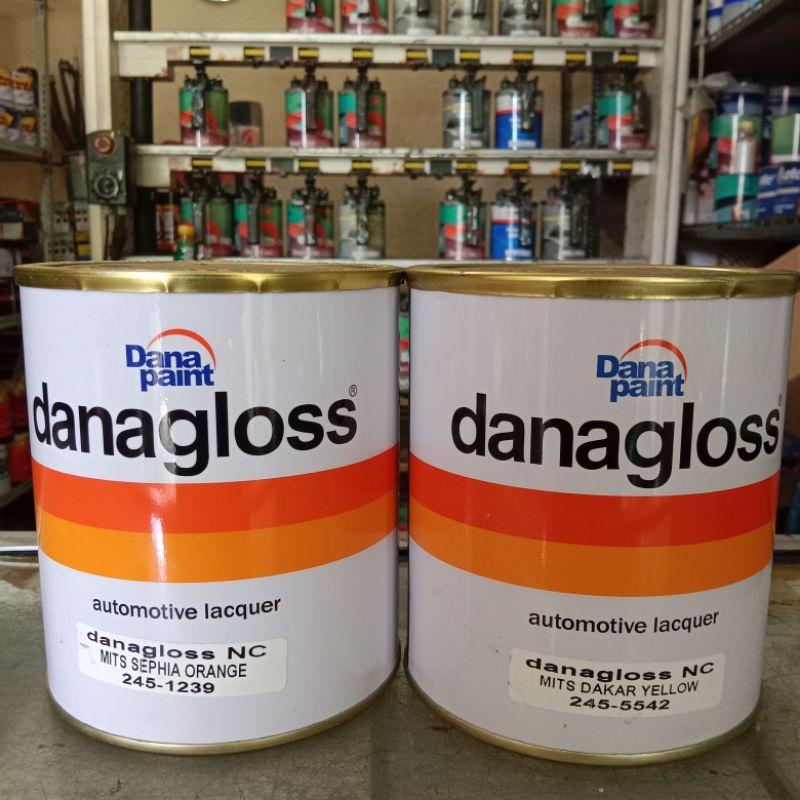 Dana
paint
danagloss®
automotive lacquer
danagloss NC
MITS SEPHIA ORANGE
245-1239
Dana
paint
danagloss®
automotive lacquer
danagloss NC
MITS DAKAR YELLOW
245-5542